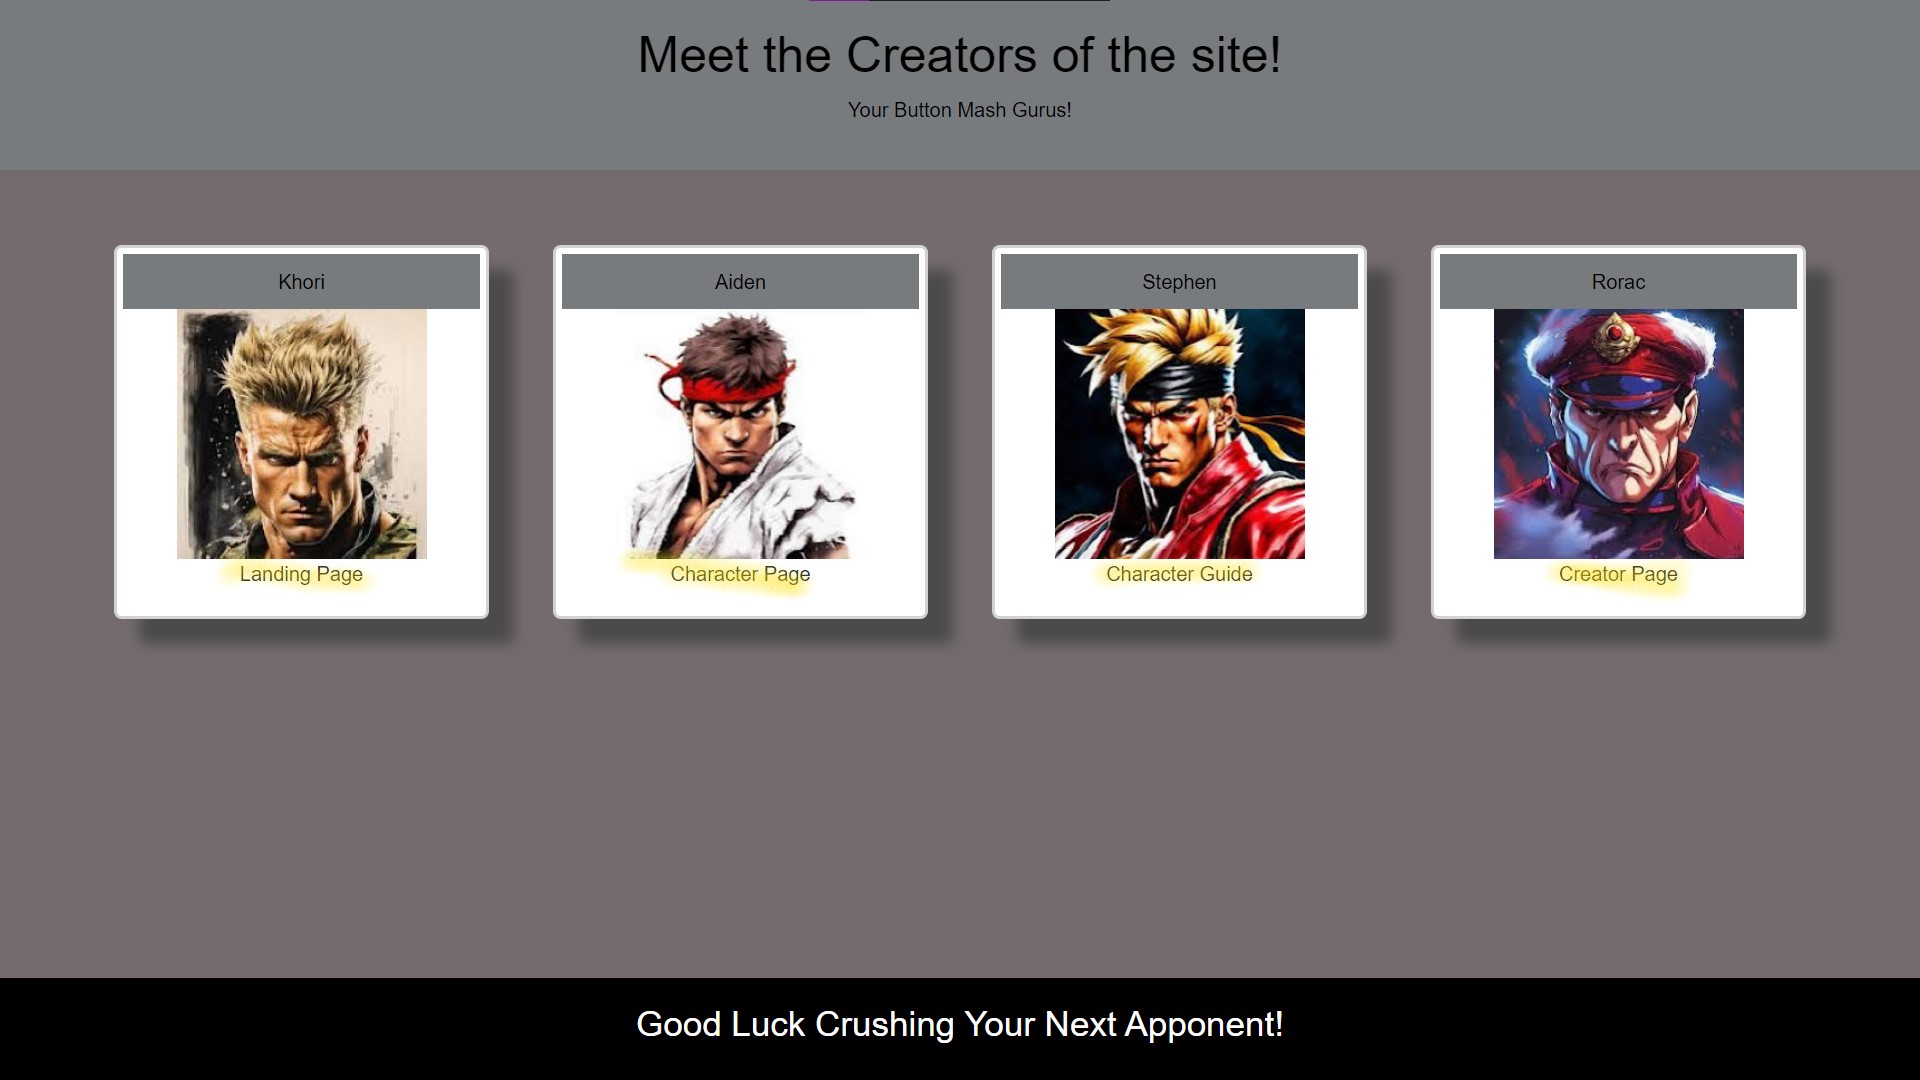 Meet the Creators of the site!
Your Button Mash Gurus!
Khori
Aiden
Stephen
Rorac
Landing Page
Character Page
Character Guide
Creator Page
Good Luck Crushing Your Next Apponent!